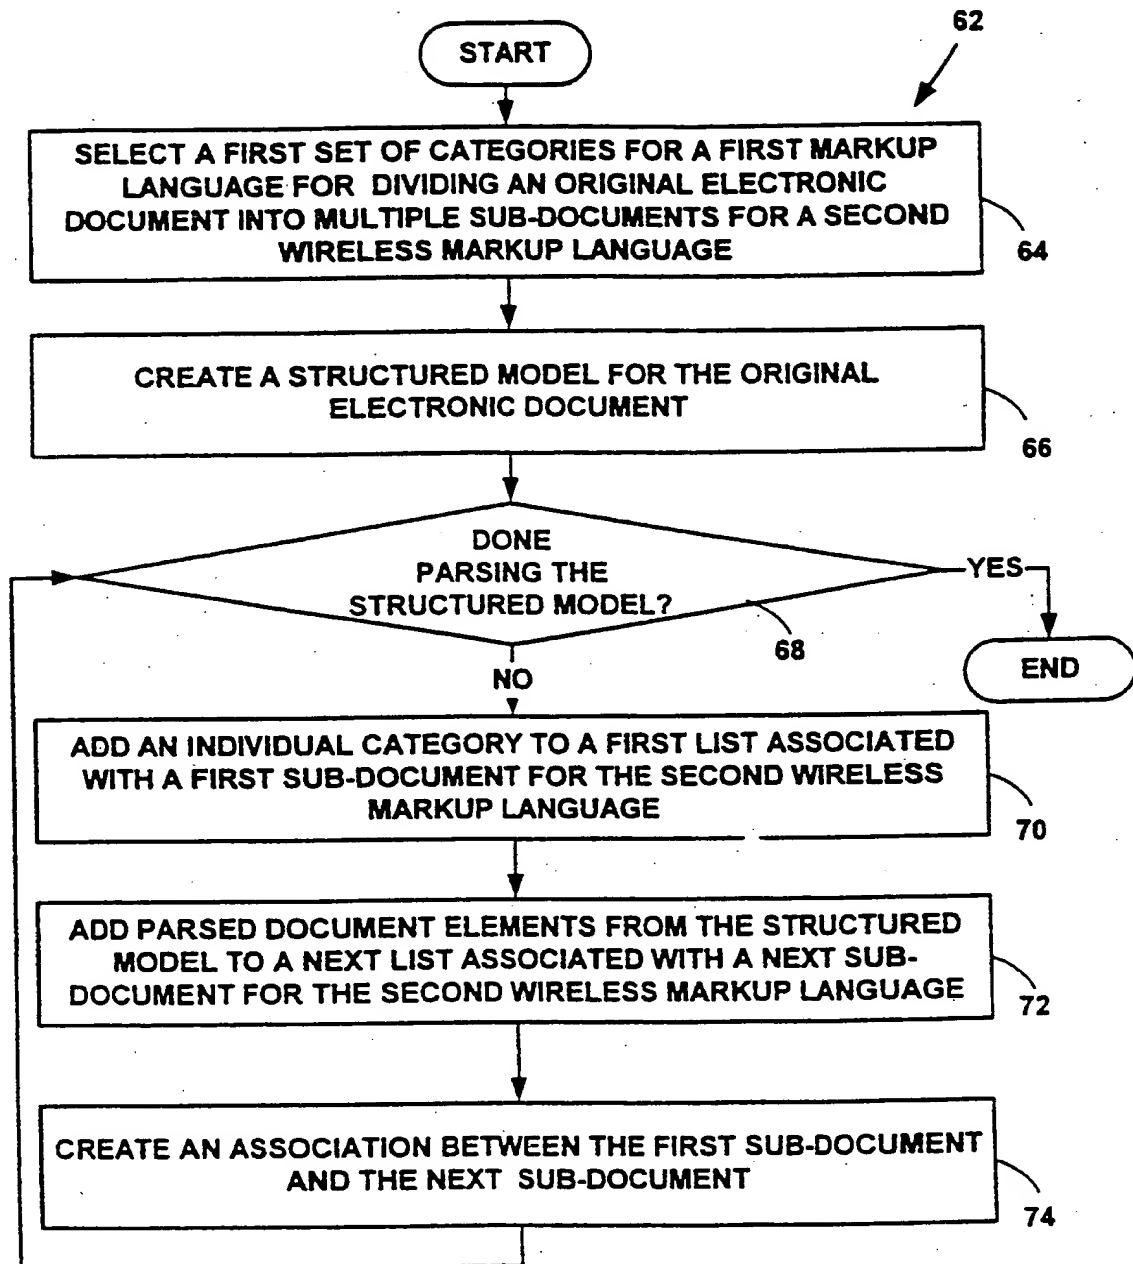 62
START
SELECT A FIRST SET OF CATEGORIES FOR A FIRST MARKUP
LANGUAGE FOR DIVIDING AN ORIGINAL ELECTRONIC
DOCUMENT INTO MULTIPLE SUB-DOCUMENTS FOR A SECOND
WIRELESS MARKUP LANGUAGE
64
CREATE A STRUCTURED MODEL FOR THE ORIGINAL
ELECTRONIC DOCUMENT
66
DONE
PARSING THE
STRUCTURED MODEL?
68
YES
END
NO
ADD AN INDIVIDUAL CATEGORY TO A FIRST LIST ASSOCIATED
WITH A FIRST SUB-DOCUMENT FOR THE SECOND WIRELESS
MARKUP LANGUAGE
70
ADD PARSED DOCUMENT ELEMENTS FROM THE STRUCTURED
MODEL TO A NEXT LIST ASSOCIATED WITH A NEXT SUB-
DOCUMENT FOR THE SECOND WIRELESS MARKUP LANGUAGE
72
CREATE AN ASSOCIATION BETWEEN THE FIRST SUB-DOCUMENT
AND THE NEXT SUB-DOCUMENT
74